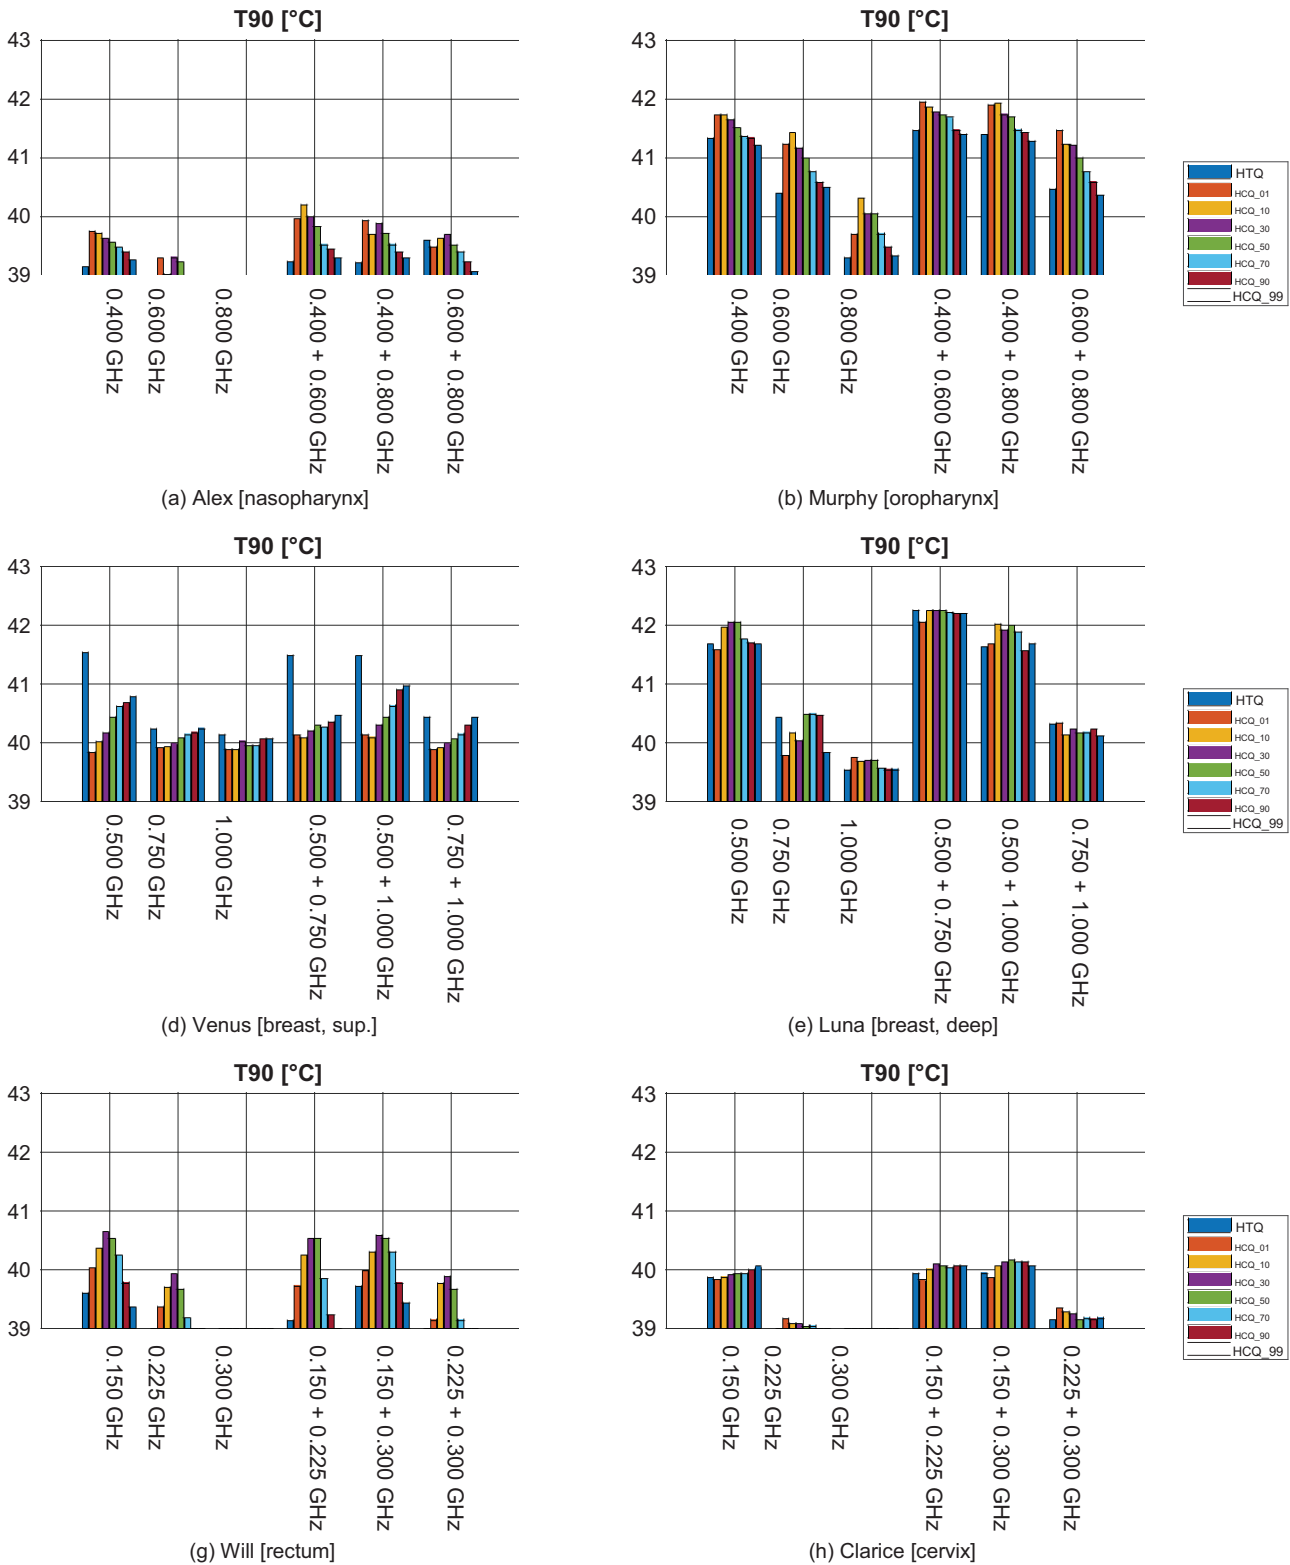 T90 [°C]
43
42
41
40
39
0.400 GHz
0.600 GHz
0.800 GHz
0.400 + 0.600 GHz
0.400 + 0.800 GHz
0.600 + 0.800 GHz
(a) Alex [nasopharynx]
T90 [°C]
43
42
41
40
39
0.400 GHz
0.600 GHz
0.800 GHz
0.400 + 0.600 GHz
0.400 + 0.800 GHz
0.600 + 0.800 GHz
(b) Murphy [oropharynx]
HTQ
HCQ_01
HCQ_10
HCQ_30
HCQ_50
HCQ_70
HCQ_90
HCQ_99
T90 [°C]
43
42
41
40
39
0.500 GHz
0.750 GHz
1.000 GHz
0.500 + 0.750 GHz
0.500 + 1.000 GHz
0.750 + 1.000 GHz
(d) Venus [breast, sup.]
T90 [°C]
43
42
41
40
39
0.500 GHz
0.750 GHz
1.000 GHz
0.500 + 0.750 GHz
0.500 + 1.000 GHz
0.750 + 1.000 GHz
(e) Luna [breast, deep]
HTQ
HCQ_01
HCQ_10
HCQ_30
HCQ_50
HCQ_70
HCQ_90
HCQ_99
T90 [°C]
43
42
41
40
39
0.150 GHz
0.225 GHz
0.300 GHz
0.150 + 0.225 GHz
0.150 + 0.300 GHz
0.225 + 0.300 GHz
(g) Will [rectum]
T90 [°C]
43
42
41
40
39
0.150 GHz
0.225 GHz
0.300 GHz
0.150 + 0.225 GHz
0.150 + 0.300 GHz
0.225 + 0.300 GHz
(h) Clarice [cervix]
HTQ
HCQ_01
HCQ_10
HCQ_30
HCQ_50
HCQ_70
HCQ_90
HCQ_99